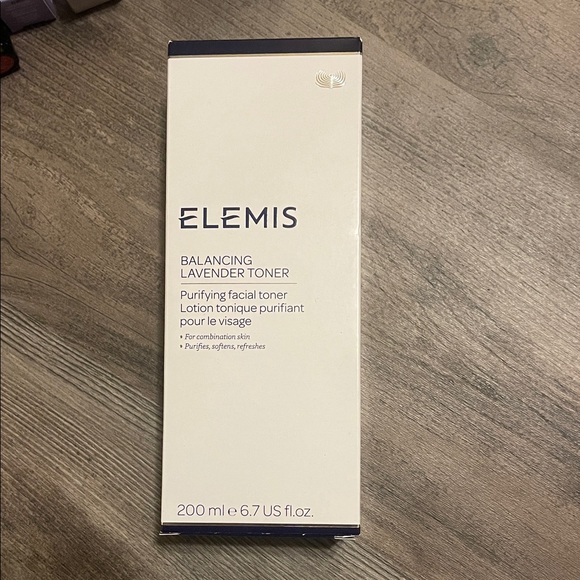 ELEMIS
BALANCING
LAVENDER TONER
Purifying facial toner
Lotion tonique purifiant
pour le visage
• For combination skin
• Purifies, softens, refreshes
200 ml e 6.7 US fl.oz.